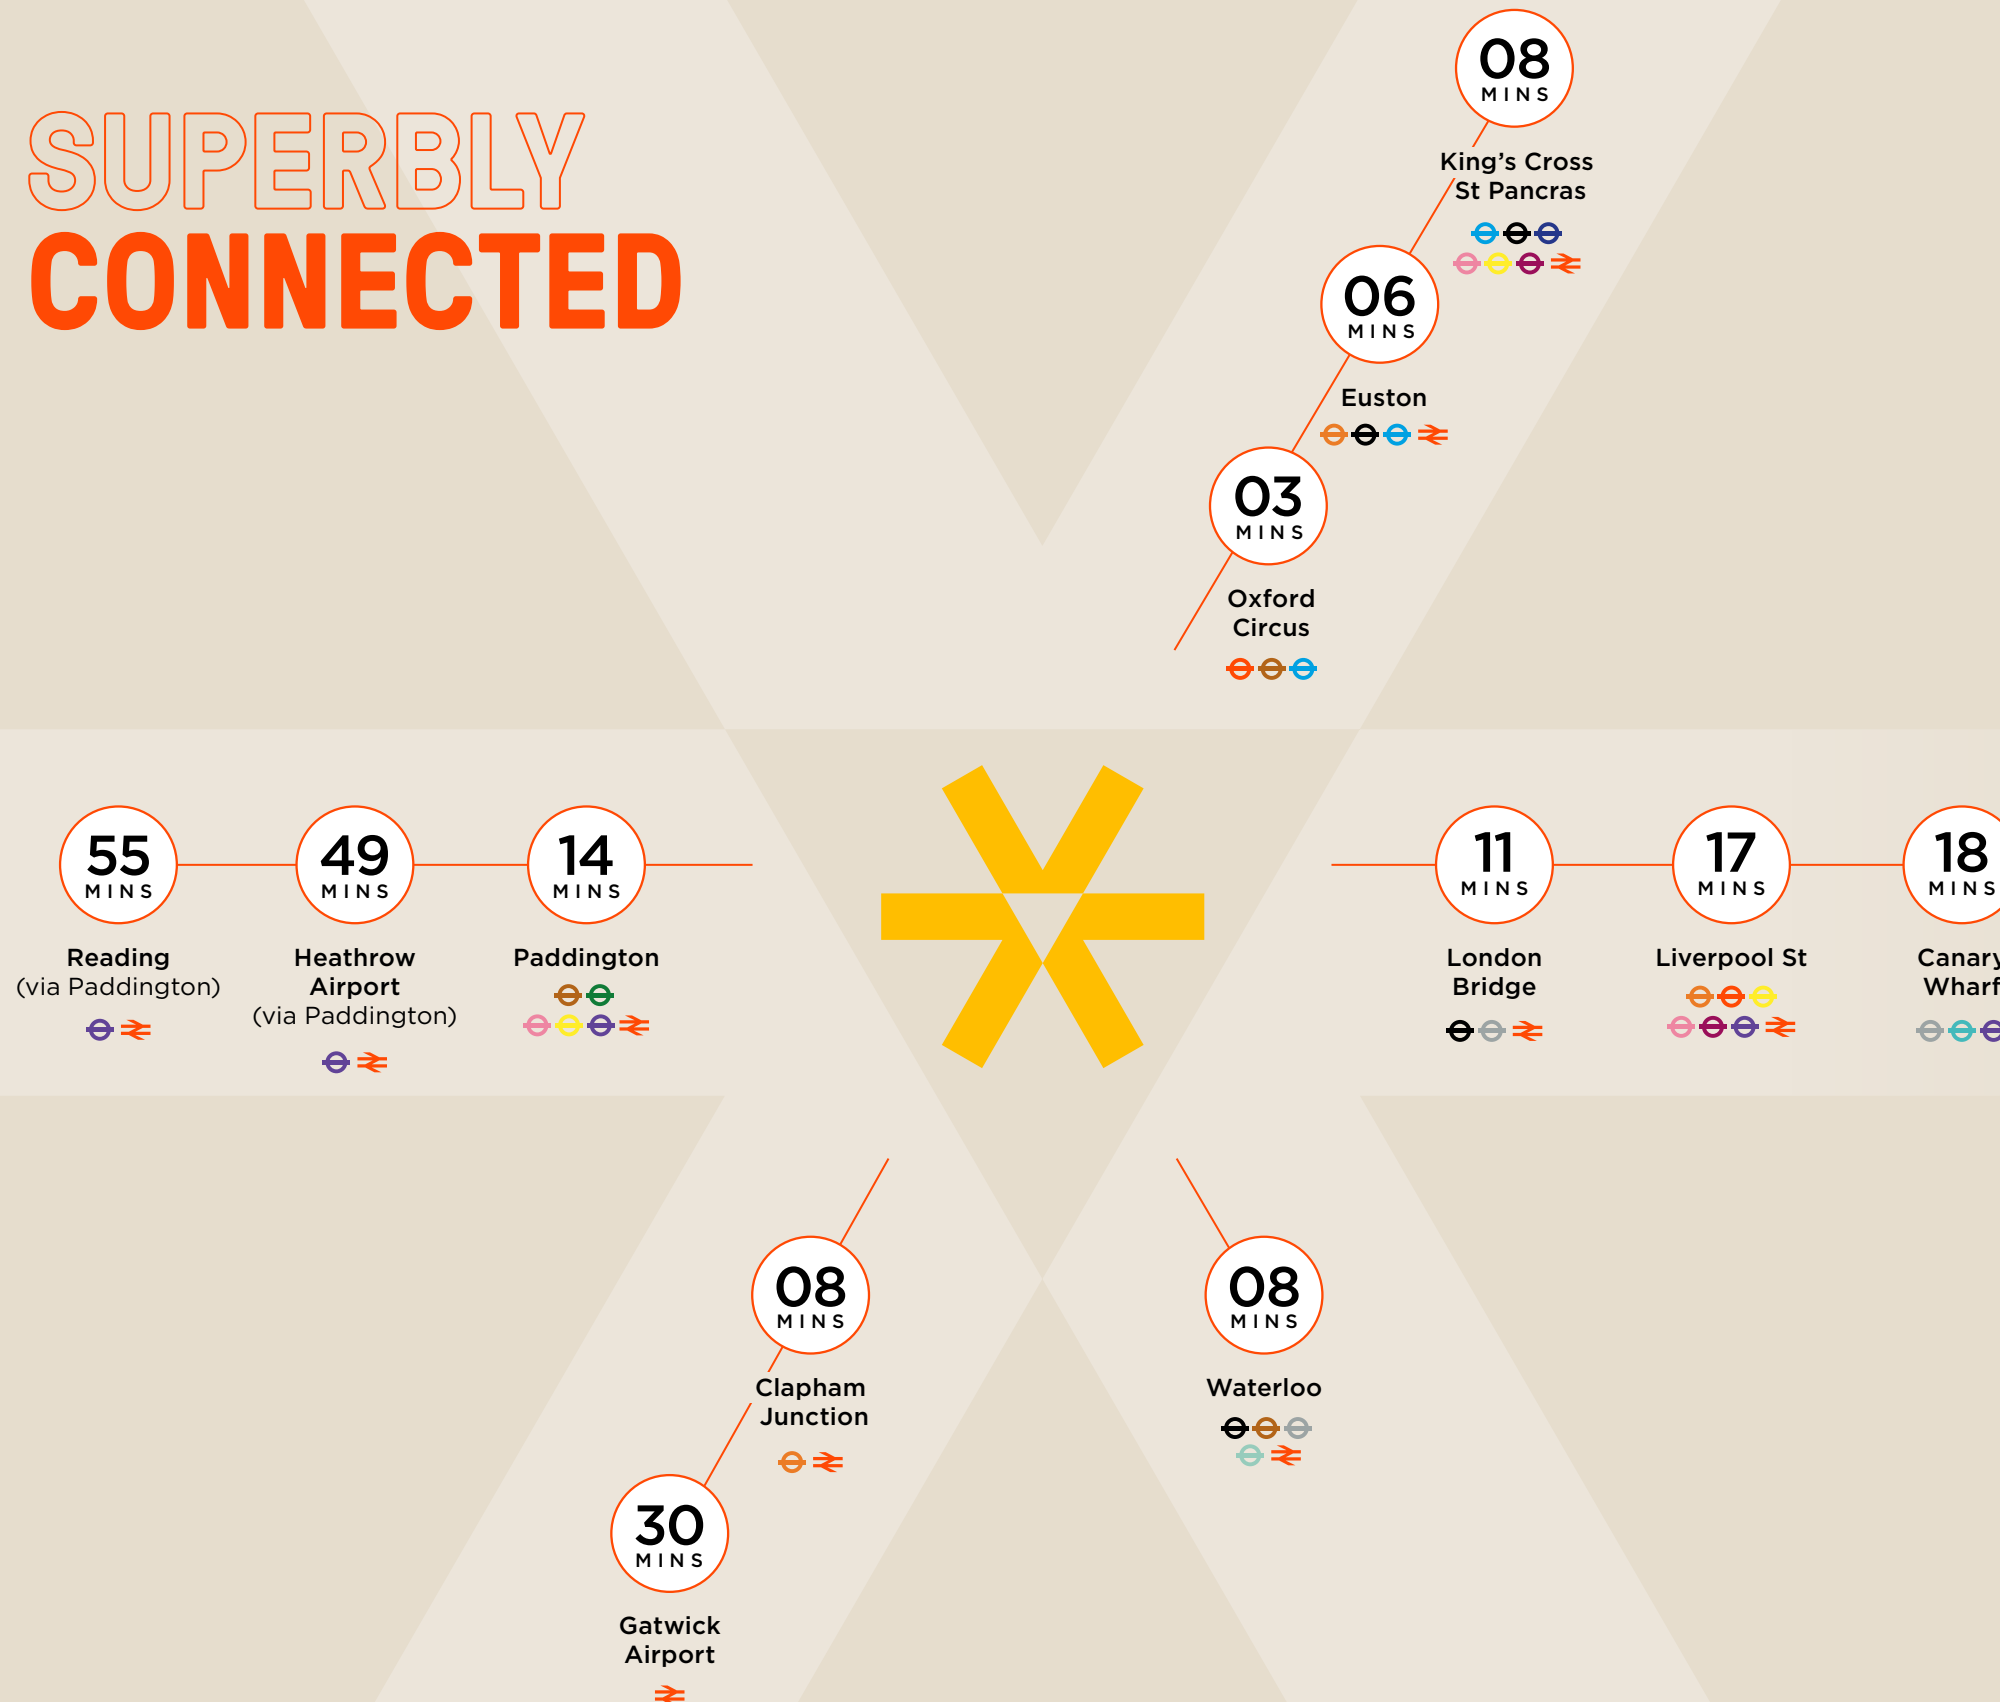 SUPERBLY
CONNECTED
08
MINS
King’s Cross
St Pancras
06
MINS
Euston
03
MINS
Oxford
Circus
55
MINS
Reading
(via Paddington)
49
MINS
Heathrow
Airport
(via Paddington)
14
MINS
Paddington
11
MINS
London
Bridge
17
MINS
Liverpool St
18
MINS
Canary
Wharf
08
MINS
Clapham
Junction
30
MINS
Gatwick
Airport
08
MINS
Waterloo